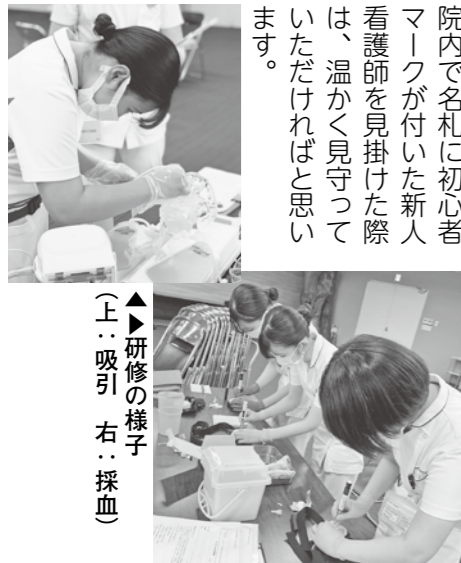 院内で名札に初心者
マークが付いた新人
看護師を見掛けた際
は、温かく見守って
いただければと思い
ます。
▲▶研修の様子
（上：吸引　右：採血）